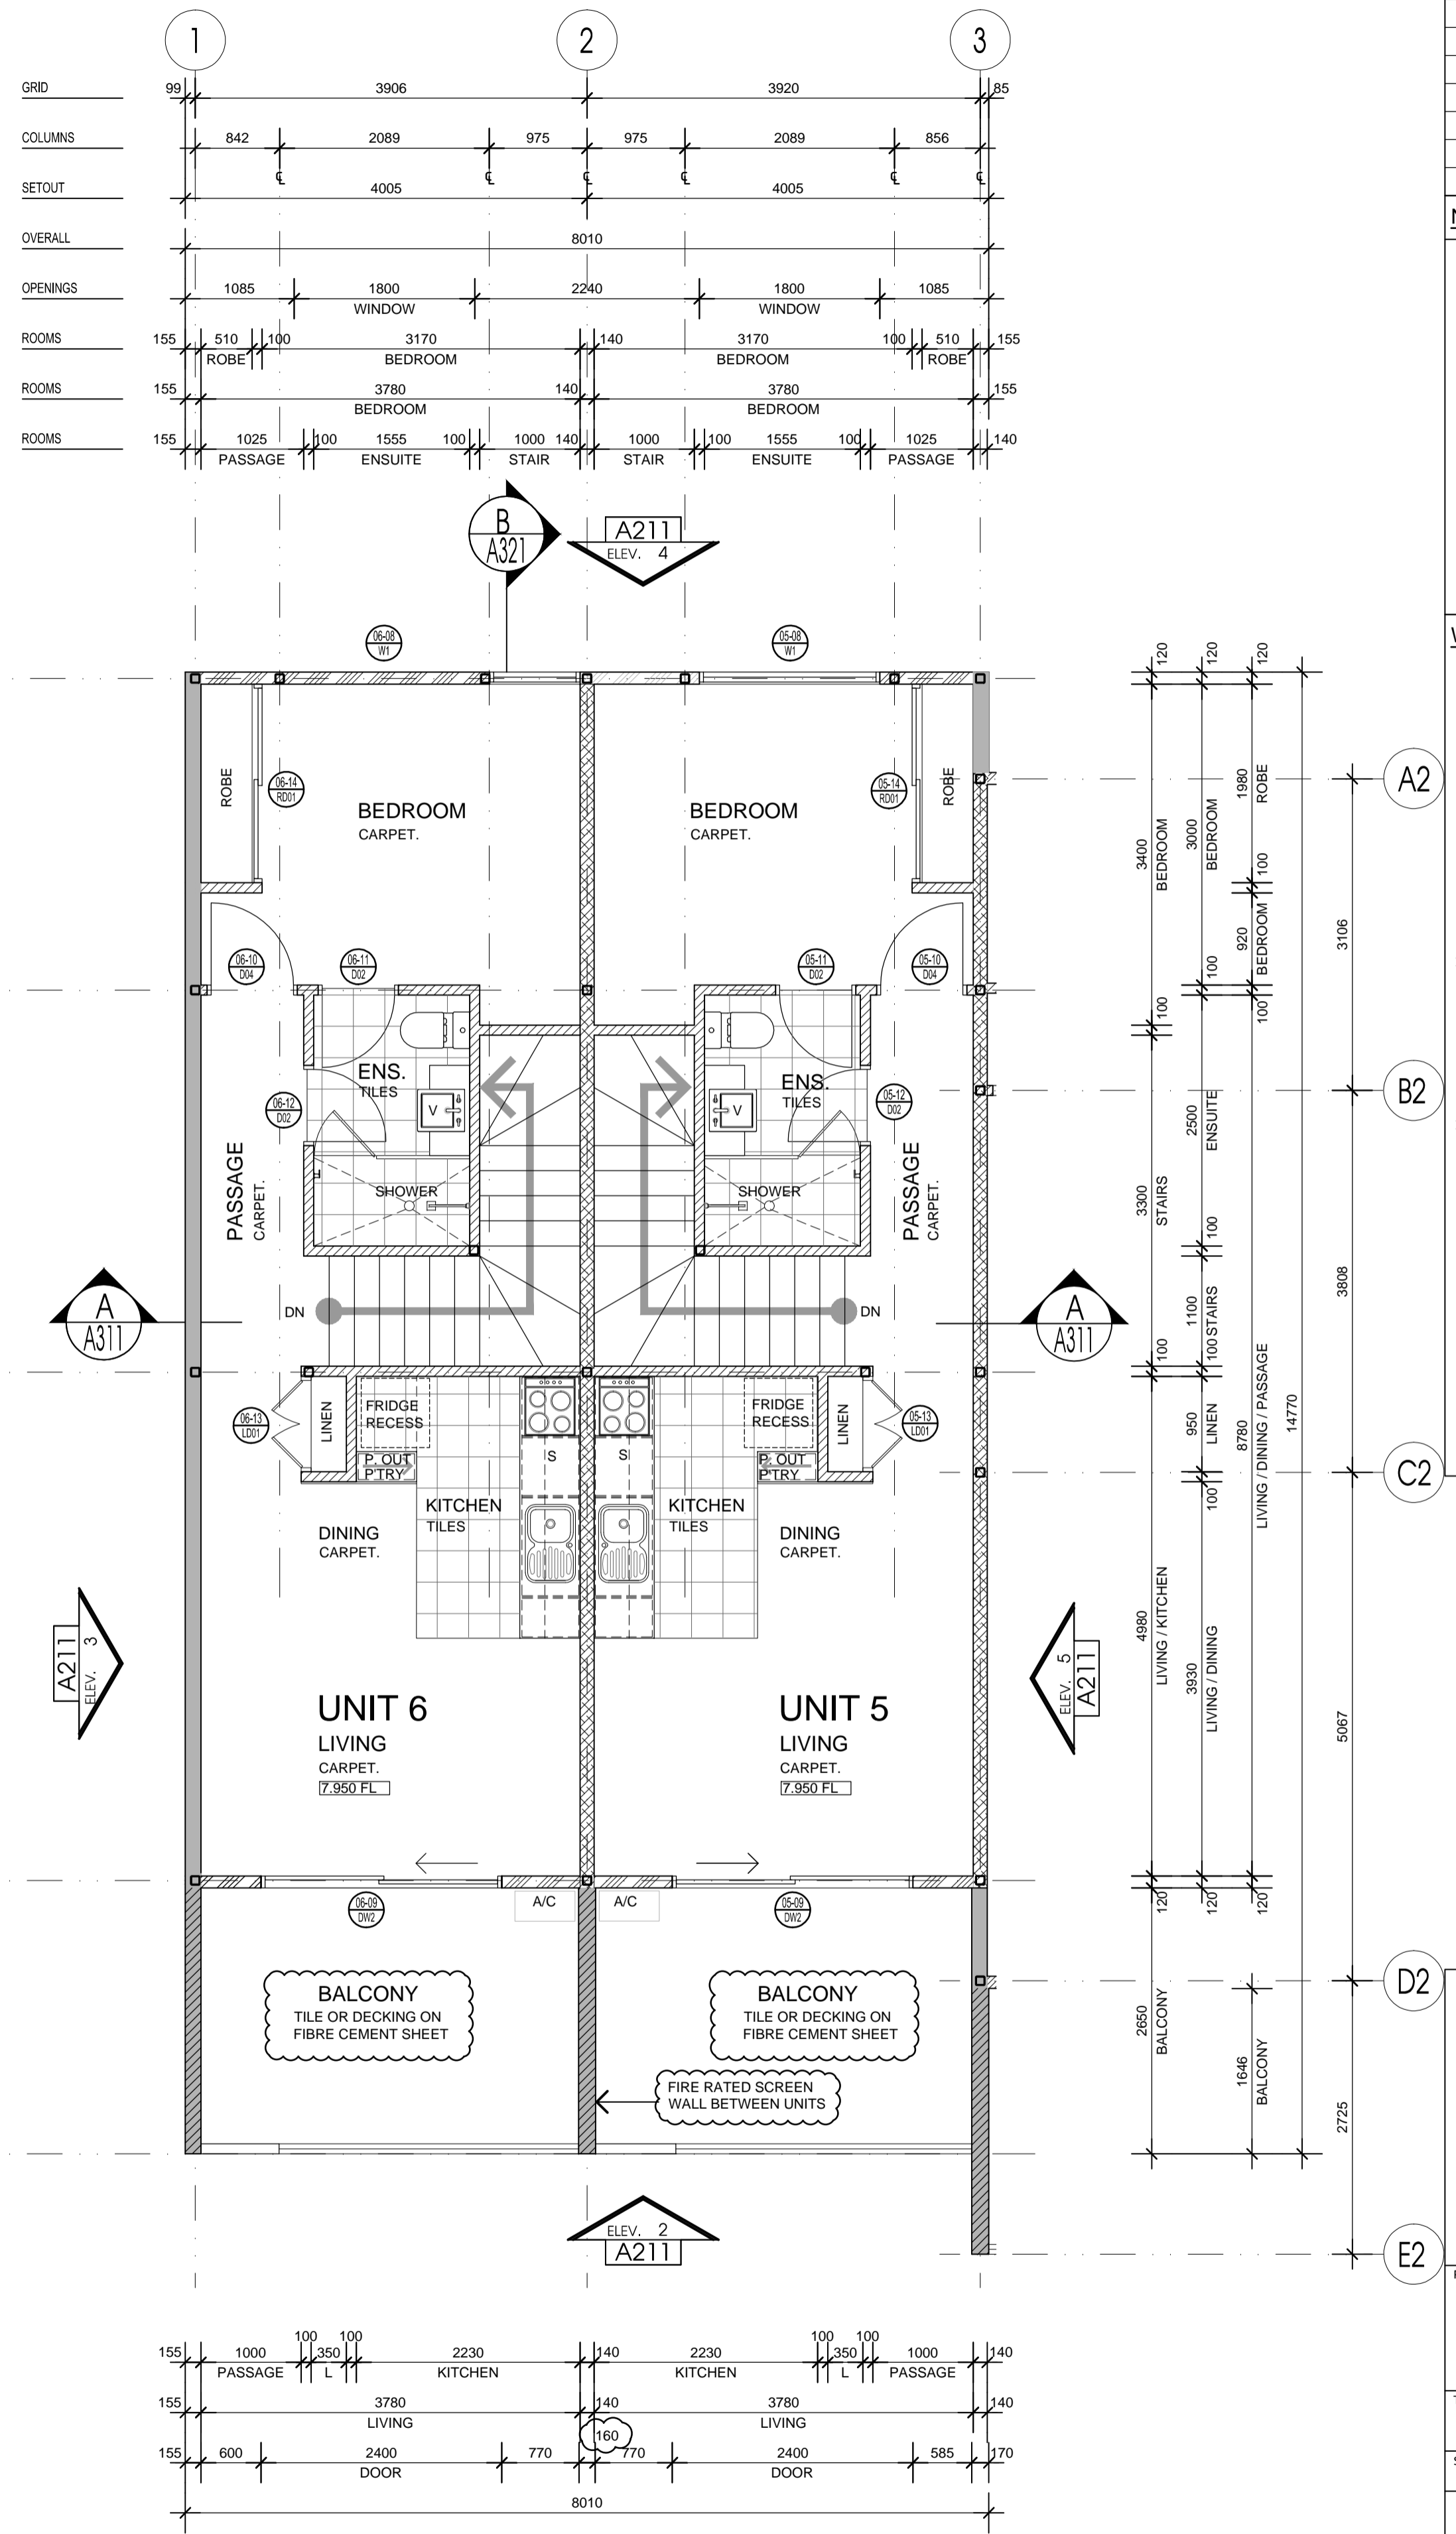 1 2 3
GRID 99 3906 3920 85
COLUMNS 842 2089 975 975 2089 856
SETOUT 4005 4005
OVERALL 8010
OPENINGS 1085 1800 2240 1800 1085
WINDOW WINDOW
ROOMS 155 510 100 3170 140 3170 100 510 155
ROBE BEDROOM BEDROOM ROBE
ROOMS 155 3780 140 3780 155
BEDROOM BEDROOM
ROOMS 155 1025 100 1555 100 1000 140 1000 100 1555 100 1025 140
PASSAGE ENSUITE STAIR STAIR ENSUITE PASSAGE
B
A321
A211
ELEV. 4
06-08
W1
05-08
W1
ROBE
06-14
RD01
BEDROOM
CARPET.
BEDROOM
CARPET.
05-14
RD01
ROBE
06-10
D04
06-11
D02
05-11
D02
05-10
D04
ENS.
TILES
V
V
ENS.
TILES
06-12
D02
05-12
D02
PASSAGE
CARPET.
SHOWER
SHOWER
PASSAGE
CARPET.
A
A311
DN
DN
A
A311
06-13
LD01
LINEN
FRIDGE
RECESS
P. OUT
P'TRY
S
S
FRIDGE
RECESS
P. OUT
P'TRY
LINEN
05-13
LD01
KITCHEN
TILES
KITCHEN
TILES
DINING
CARPET.
DINING
CARPET.
A211
ELEV. 3
UNIT 6
LIVING
CARPET.
7.950 FL
UNIT 5
LIVING
CARPET.
7.950 FL
ELEV. 5
A211
06-09
DW2
A/C
A/C
05-09
DW2
BALCONY
TILE OR DECKING ON
FIBRE CEMENT SHEET
BALCONY
TILE OR DECKING ON
FIBRE CEMENT SHEET
FIRE RATED SCREEN
WALL BETWEEN UNITS
ELEV. 2
A211
120 3400 100 3300 100 4980 120 2650
BEDROOM STAIRS LIVING / KITCHEN BALCONY
120 3000 100 2500 100 1100 100 950 100 3930 120
BEDROOM ENSUITE STAIRS LINEN LIVING / DINING
120 1980 100 920 100 8780 120 1646
ROBE BEDROOM LIVING / DINING / PASSAGE BALCONY
14770
3106 3808 5067 2725
A2
B2
C2
D2
E2
155 1000 100 350 100 2230 140 2230 100 350 100 1000 140
PASSAGE L KITCHEN KITCHEN L PASSAGE
155 3780 140 3780 140
LIVING LIVING
160
155 600 2400 770 770 2400 585 170
DOOR DOOR
8010